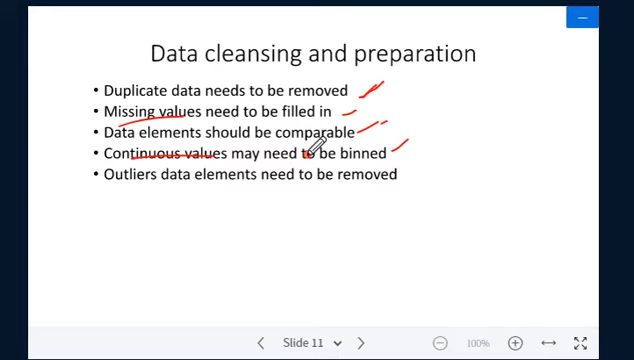 Data cleansing and preparation
• Duplicate data needs to be removed
• Missing values need to be filled in
• Data elements should be comparable
• Continuous values may need to be binned
• Outliers data elements need to be removed
Slide 11
100%